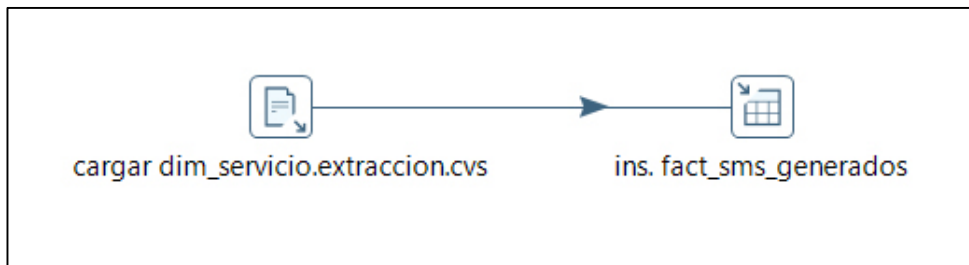 cargar dim_servicio.extraccion.cvs
ins. fact_sms_generados